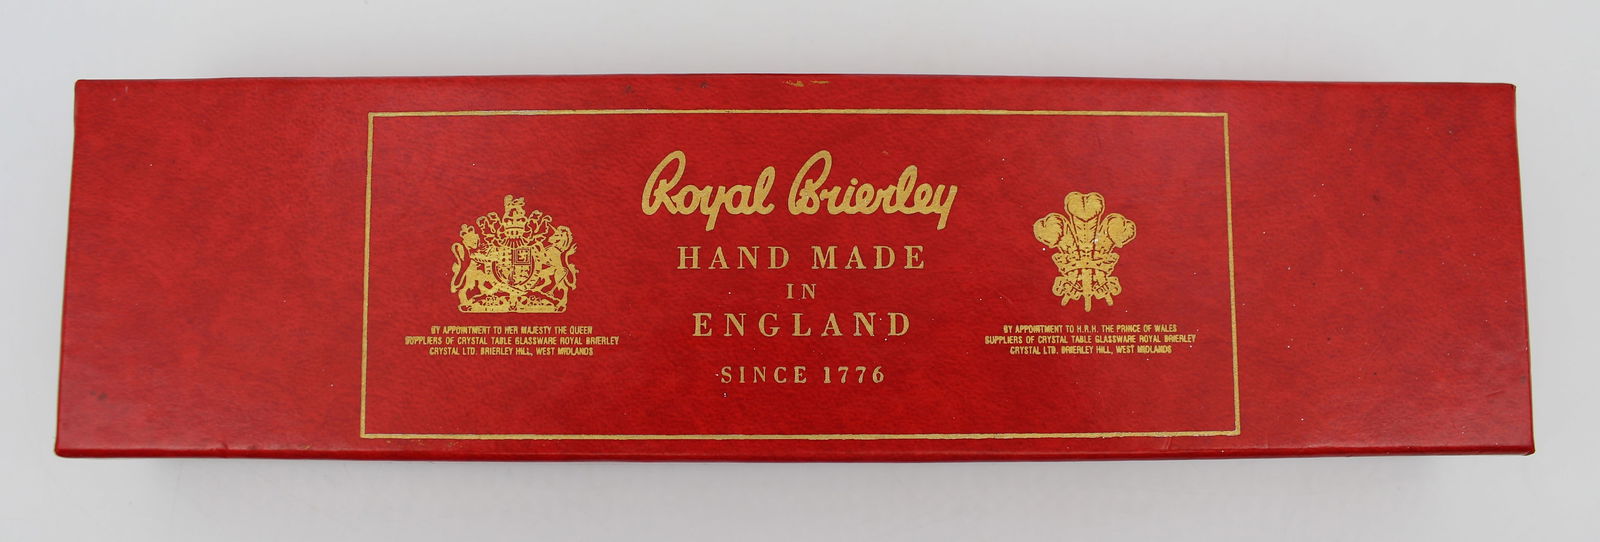 Royal Brierley
HAND MADE
IN
ENGLAND
SINCE 1776
BY APPOINTMENT TO HER MAJESTY THE QUEEN
SUPPLIERS OF CRYSTAL TABLE GLASSWARE ROYAL BRIERLEY
CRYSTAL LTD. BRIERLEY HILL, WEST MIDLANDS
BY APPOINTMENT TO H.R.H. THE PRINCE OF WALES
SUPPLIERS OF CRYSTAL TABLE GLASSWARE ROYAL BRIERLEY
CRYSTAL LTD. BRIERLEY HILL, WEST MIDLANDS